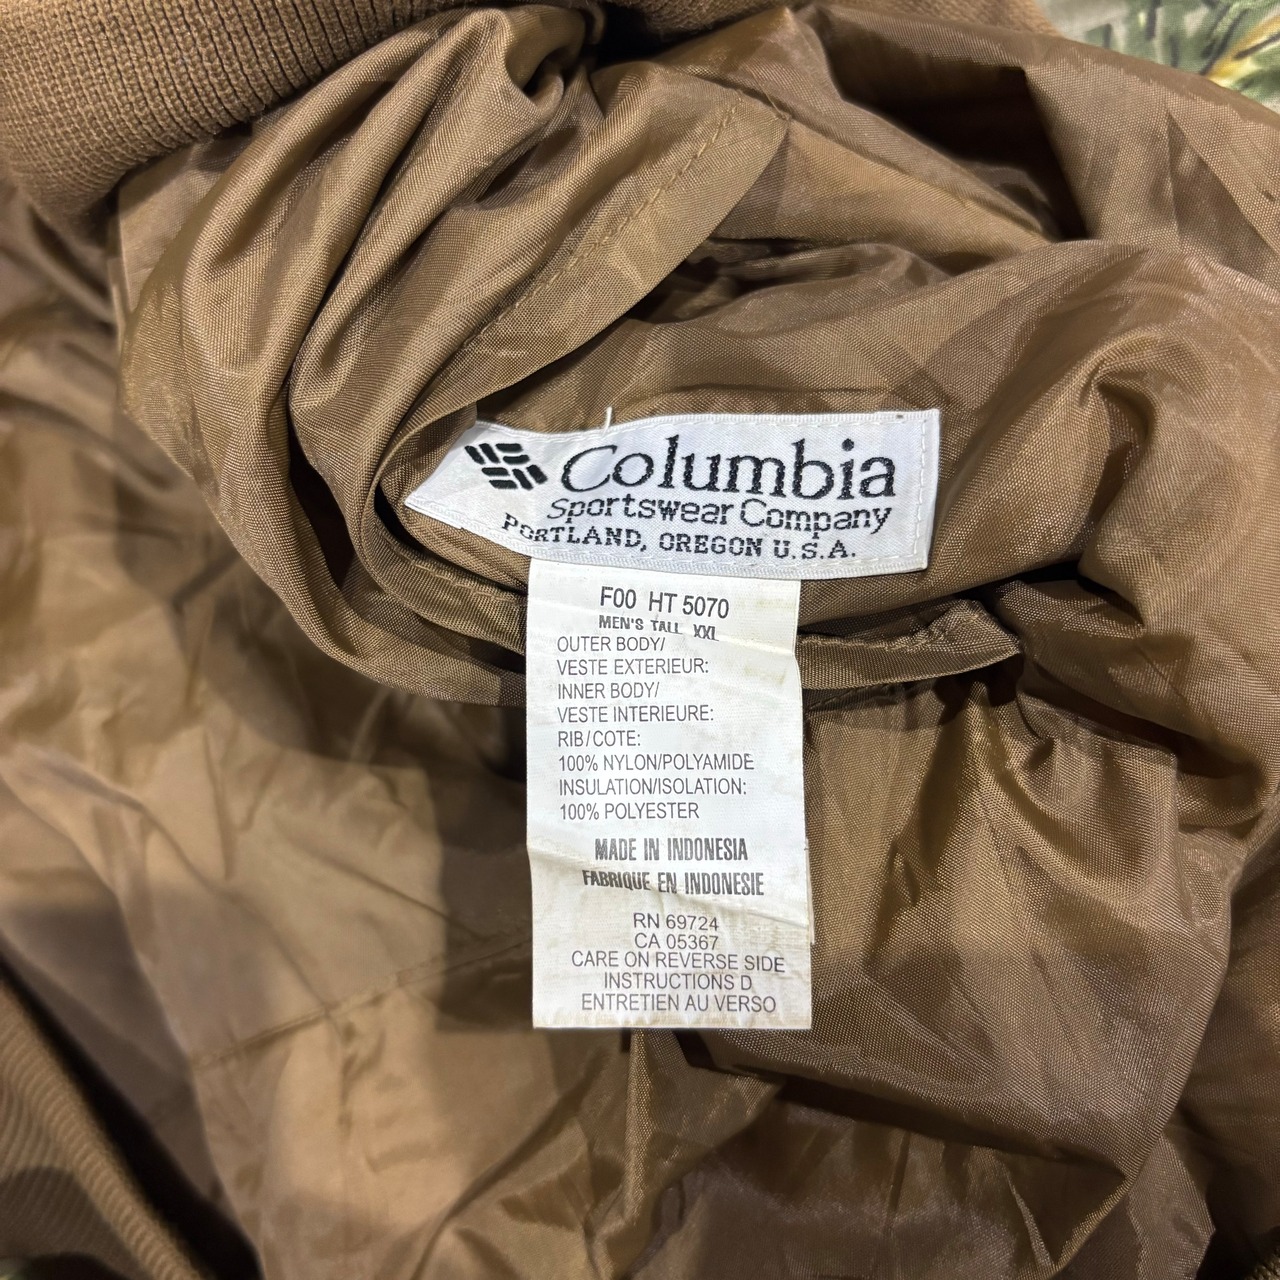 Columbia
Sportswear Company
PORTLAND, OREGON U.S.A.
F00 HT 5070
MEN'S TALL XXL
OUTER BODY/
VESTE EXTERIEUR:
INNER BODY/
VESTE INTERIEURE:
RIB/COTE:
100% NYLON/POLYAMIDE
INSULATION/ISOLATION:
100% POLYESTER
MADE IN INDONESIA
FABRIQUE EN INDONESIE
RN 69724
CA 05367
CARE ON REVERSE SIDE
INSTRUCTIONS D
ENTRETIEN AU VERSO